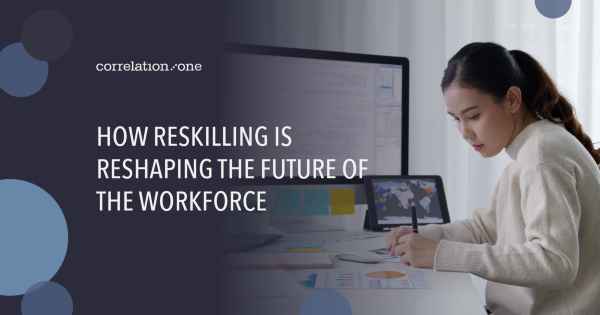 correlation-one
HOW RESKILLING IS
RESHAPING THE FUTURE OF
THE WORKFORCE